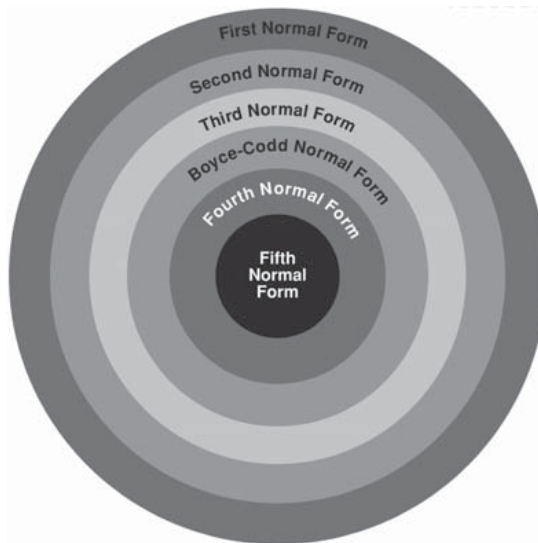 First Normal Form
Second Normal Form
Third Normal Form
Boyce-Codd Normal Form
Fourth Normal Form
Fifth
Normal
Form